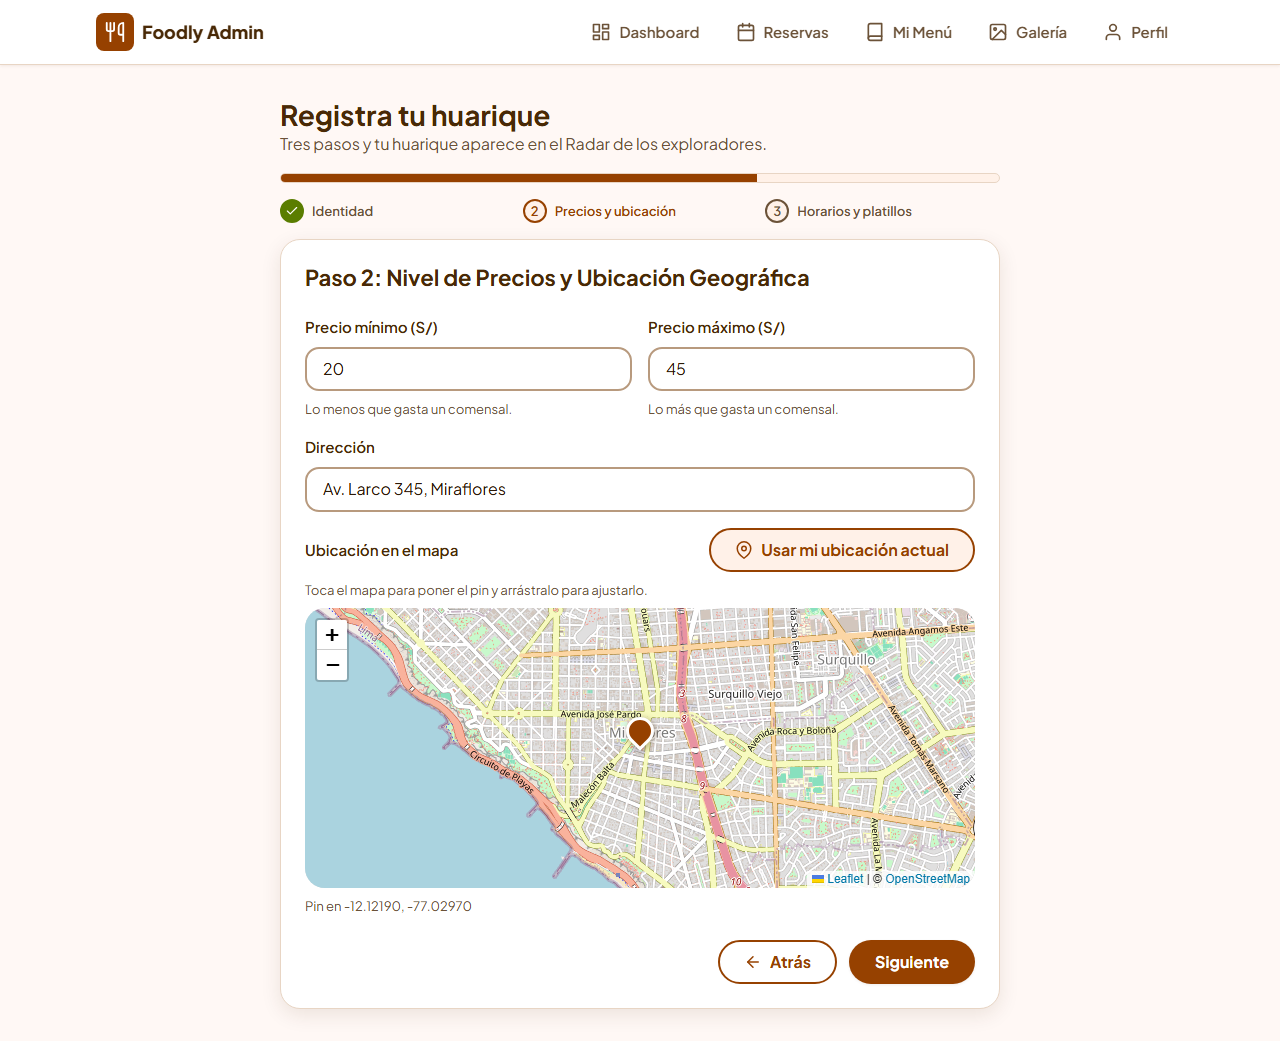 Foodly Admin
Dashboard
Reservas
Mi Menú
Galería
Perfil
Registra tu huarique
Tres pasos y tu huarique aparece en el Radar de los exploradores.
Identidad
2 Precios y ubicación
3 Horarios y platillos
Paso 2: Nivel de Precios y Ubicación Geográfica
Precio mínimo (S/)
Precio máximo (S/)
20
45
Lo menos que gasta un comensal.
Lo más que gasta un comensal.
Dirección
Av. Larco 345, Miraflores
Ubicación en el mapa
Usar mi ubicación actual
Toca el mapa para poner el pin y arrástralo para ajustarlo.
+
−
Lima
Avenida Angamos Este
Surquillo
Surquillo Viejo
3
8
Avenida José Pardo
Avenida Roca y Boloña
Avenida Tomás Marsano
Circuito de Playas
Malecón Balta
9
10
Leaflet | © OpenStreetMap
Pin en -12.12190, -77.02970
Atrás
Siguiente